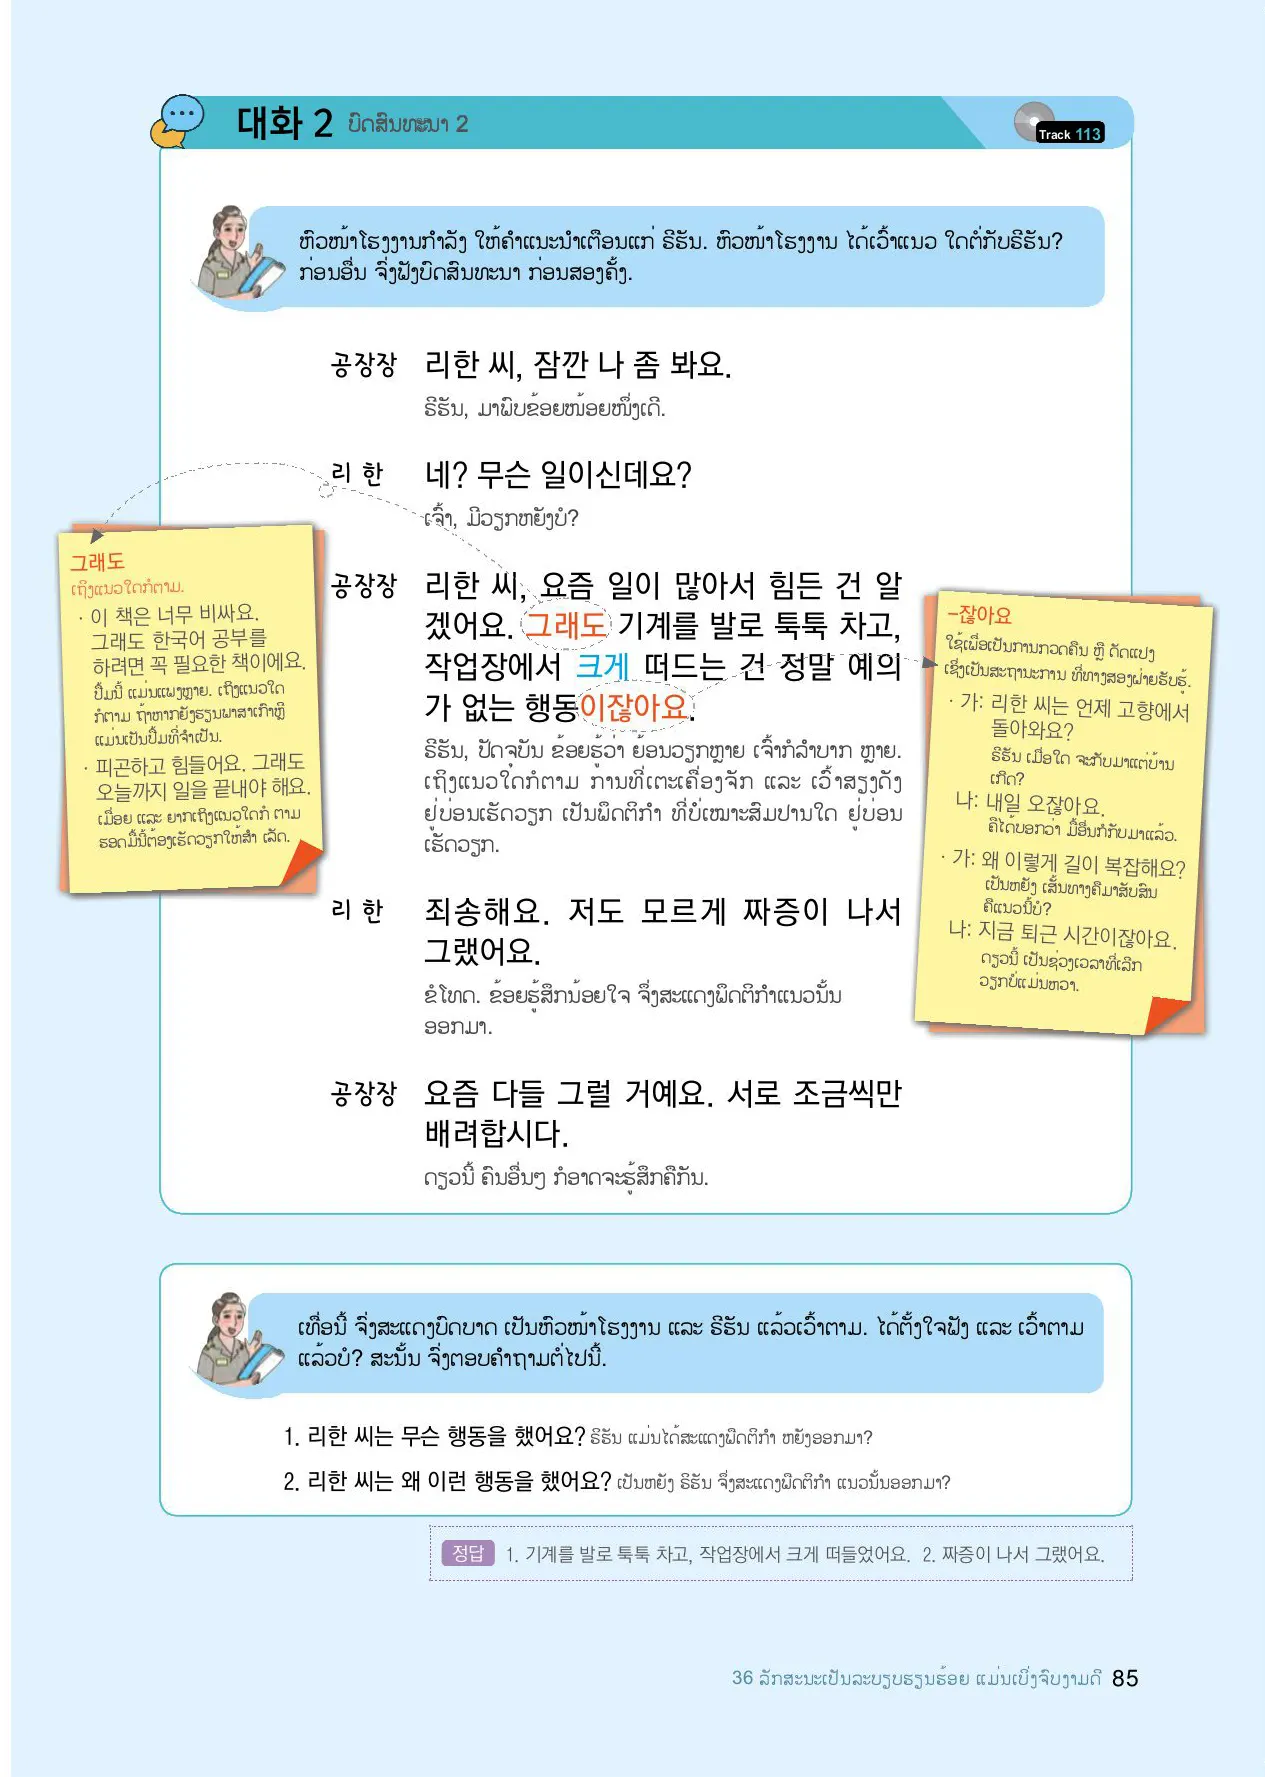 대화 2 ບົດສົນທະນາ 2
Track 113
ຫົວໜ້າໂຮງງານກຳລັງ ໃຫ້ຄຳແນະນຳເຕືອນແກ່ ຣີຮັນ. ຫົວໜ້າໂຮງງານ ໄດ້ເວົ້າແນວ ໃດຕໍ່ກັບຣີຮັນ?
ກ່ອນອື່ນ ຈົ່ງຟັງບົດສົນທະນາ ກ່ອນສອງຄັ້ງ.
공장장 리한 씨, 잠깐 나 좀 봐요.
ຣີຮັນ, ມາພົບຂ້ອຍໜ້ອຍໜຶ່ງເດີ.
리 한 네? 무슨 일이신데요?
ເຈົ້າ, ມີວຽກຫຍັງບໍ?
공장장 리한 씨, 요즘 일이 많아서 힘든 건 알
겠어요. 그래도 기계를 발로 툭툭 차고,
작업장에서 크게 떠드는 건 정말 예의
가 없는 행동이잖아요.
ຣີຮັນ, ປັດຈຸບັນ ຂ້ອຍຮູ້ວ່າ ຍ້ອນວຽກຫຼາຍ ເຈົ້າກໍລຳບາກ ຫຼາຍ.
ເຖິງແນວໃດກໍຕາມ ການທີ່ເຕະເຄື່ອງຈັກ ແລະ ເວົ້າສຽງດັງ
ຢູ່ບ່ອນເຮັດວຽກ ເປັນພຶດຕິກຳ ທີ່ບໍ່ເໝາະສົມປານໃດ ຢູ່ບ່ອນ
ເຮັດວຽກ.
리 한 죄송해요. 저도 모르게 짜증이 나서
그랬어요.
ຂໍໂທດ. ຂ້ອຍຮູ້ສຶກນ້ອຍໃຈ ຈຶ່ງສະແດງພຶດຕິກຳແນວນັ້ນ
ອອກມາ.
공장장 요즘 다들 그럴 거예요. 서로 조금씩만
배려합시다.
ດຽວນີ້ ຄົນອື່ນໆ ກໍອາດຈະຮູ້ສຶກຄືກັນ.
그래도
ເຖິງແນວໃດກໍຕາມ.
· 이 책은 너무 비싸요.
그래도 한국어 공부를
하려면 꼭 필요한 책이에요.
ປຶ້ມນີ້ ແມ່ນແພງຫຼາຍ. ເຖິງແນວໃດ
ກໍຕາມ ຖ້າຫາກຍັງຮຽນພາສາເກົາຫຼີ
ແມ່ນເປັນປຶ້ມທີ່ຈຳເປັນ.
· 피곤하고 힘들어요. 그래도
오늘까지 일을 끝내야 해요.
ເມື່ອຍ ແລະ ຍາກເຖິງແນວໃດກໍ ຕາມ
ຮອດມື້ນີ້ຕ້ອງເຮັດວຽກໃຫ້ສຳ ເລັດ.
-잖아요
ໃຊ້ເພື່ອເປັນການກວດຄືນ ຫຼື ດັດແປງ
ເຊິ່ງເປັນສະຖານະການ ທີ່ທາງສອງຝ່າຍຮັບຮູ້.
· 가: 리한 씨는 언제 고향에서
돌아와요?
ຣີຮັນ ເມື່ອໃດ ຈະກັບມາແຕ່ບ້ານ
ເກີດ?
나: 내일 오잖아요.
ຄືໄດ້ບອກວ່າ ມື້ອື່ນກໍກັບມາແລ້ວ.
· 가: 왜 이렇게 길이 복잡해요?
ເປັນຫຍັງ ເສັ້ນທາງຄືມາສັບສົນ
ຄືແນວນີ້ບໍ?
나: 지금 퇴근 시간이잖아요.
ດຽວນີ້ ເປັນຊ່ວງເວລາທີ່ເລີກ
ວຽກບໍ່ແມ່ນຫວາ.
ເທື່ອນີ້ ຈົ່ງສະແດງບົດບາດ ເປັນຫົວໜ້າໂຮງງານ ແລະ ຣີຮັນ ແລ້ວເວົ້າຕາມ. ໄດ້ຕັ້ງໃຈຟັງ ແລະ ເວົ້າຕາມ
ແລ້ວບໍ? ສະນັ້ນ ຈົ່ງຕອບຄຳຖາມຕໍ່ໄປນີ້.
1. 리한 씨는 무슨 행동을 했어요? ຣິຮັນ ແມ່ນໄດ້ສະແດງພືດຕິກຳ ຫຍັງອອກມາ?
2. 리한 씨는 왜 이런 행동을 했어요? ເປັນຫຍັງ ຣິຮັນ ຈຶ່ງສະແດງພືດຕິກຳ ແນວນັ້ນອອກມາ?
정답 1. 기계를 발로 툭툭 차고, 작업장에서 크게 떠들었어요. 2. 짜증이 나서 그랬어요.
36 ລັກສະນະເປັນລະບຽບຮຽນຮ້ອຍ ແມ່ນເບິ່ງຈົບງາມດີ 85